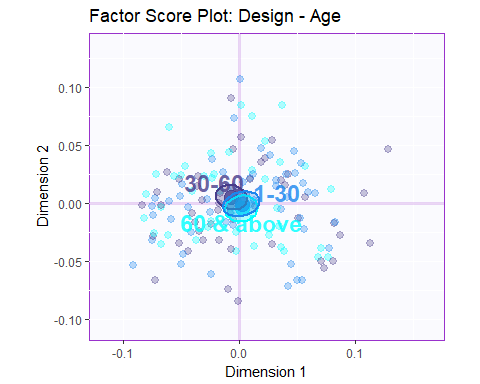 Factor Score Plot: Design - Age
Dimension 2
0.10
0.05
0.00
-0.05
-0.10
30-60
1-30
60 & above
-0.1
0.0
0.1
Dimension 1